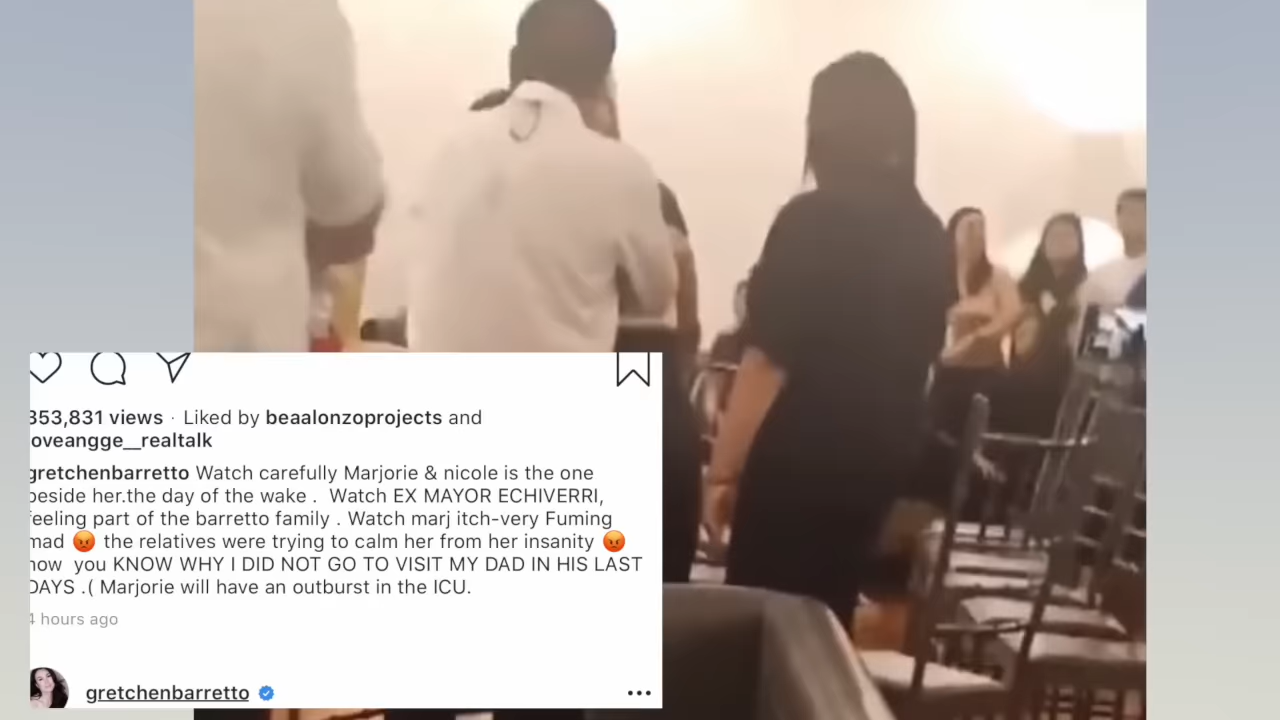 353,831 views · Liked by beaalonzoprojects and
oveangge__realtalk
gretchenbarretto Watch carefully Marjorie & nicole is the one
beside her.the day of the wake . Watch EX MAYOR ECHIVERRI,
feeling part of the barretto family . Watch marj itch-very Fuming
mad 😡 the relatives were trying to calm her from her insanity 😡
now you KNOW WHY I DID NOT GO TO VISIT MY DAD IN HIS LAST
DAYS .( Marjorie will have an outburst in the ICU.
4 hours ago
gretchenbarretto